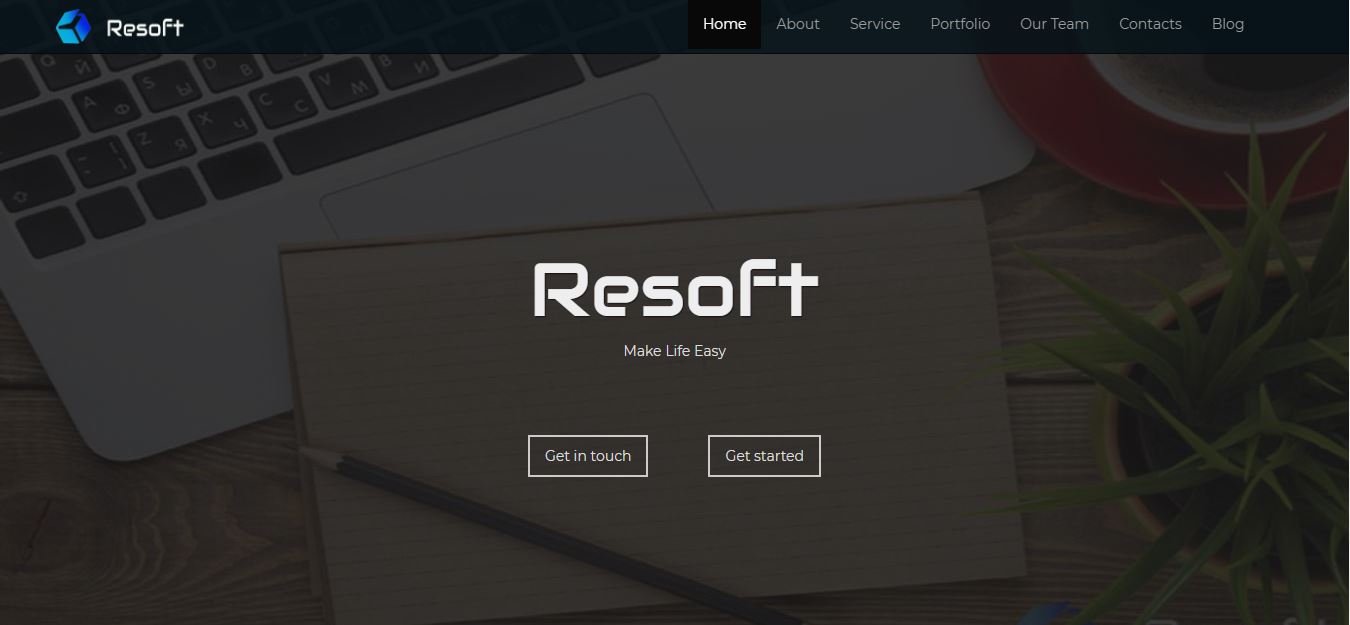 Resoft
Home About Service Portfolio Our Team Contacts Blog
Q Й
S Ы
D В
A Ф
Z Я
X Ч
C С
V М
B И
Resoft
Make Life Easy
Get in touch
Get started